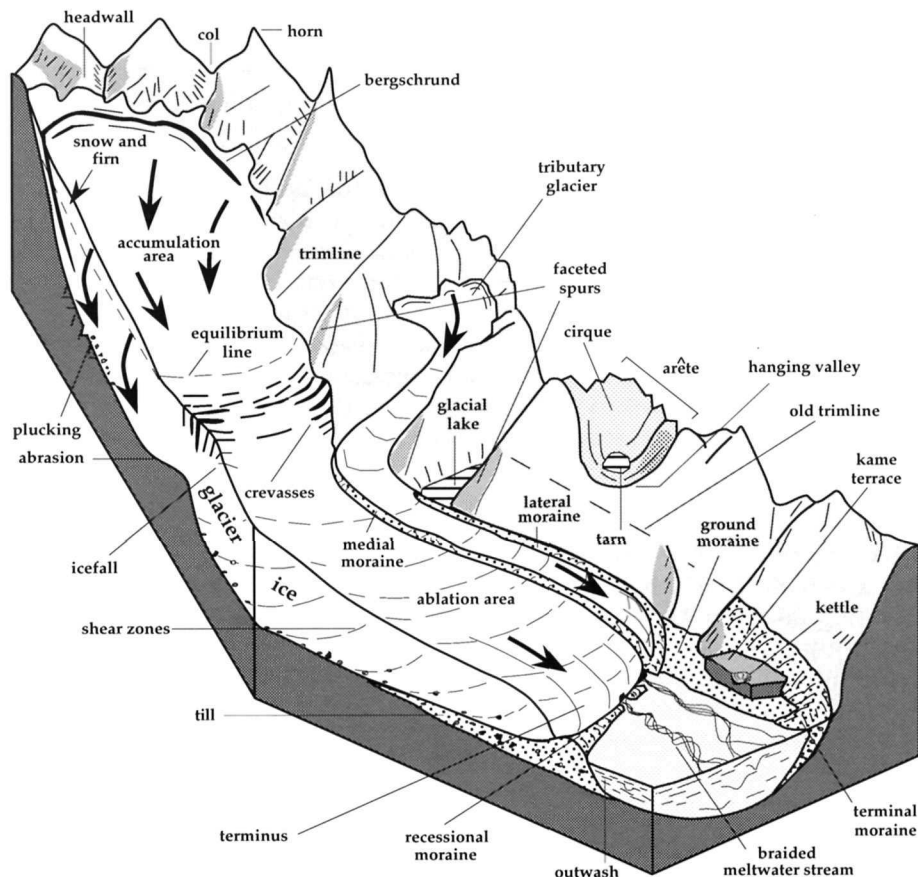 headwall
col
horn
bergschrund
snow and
firn
tributary
glacier
accumulation
area
trimline
faceted
spurs
equilibrium
line
cirque
arête
hanging valley
old trimline
plucking
abrasion
glacial
lake
kame
terrace
glacier
ice
crevasses
lateral
moraine
tarn
ground
moraine
icefall
medial
moraine
ablation area
kettle
shear zones
till
terminus
recessional
moraine
outwash
braided
meltwater stream
terminal
moraine